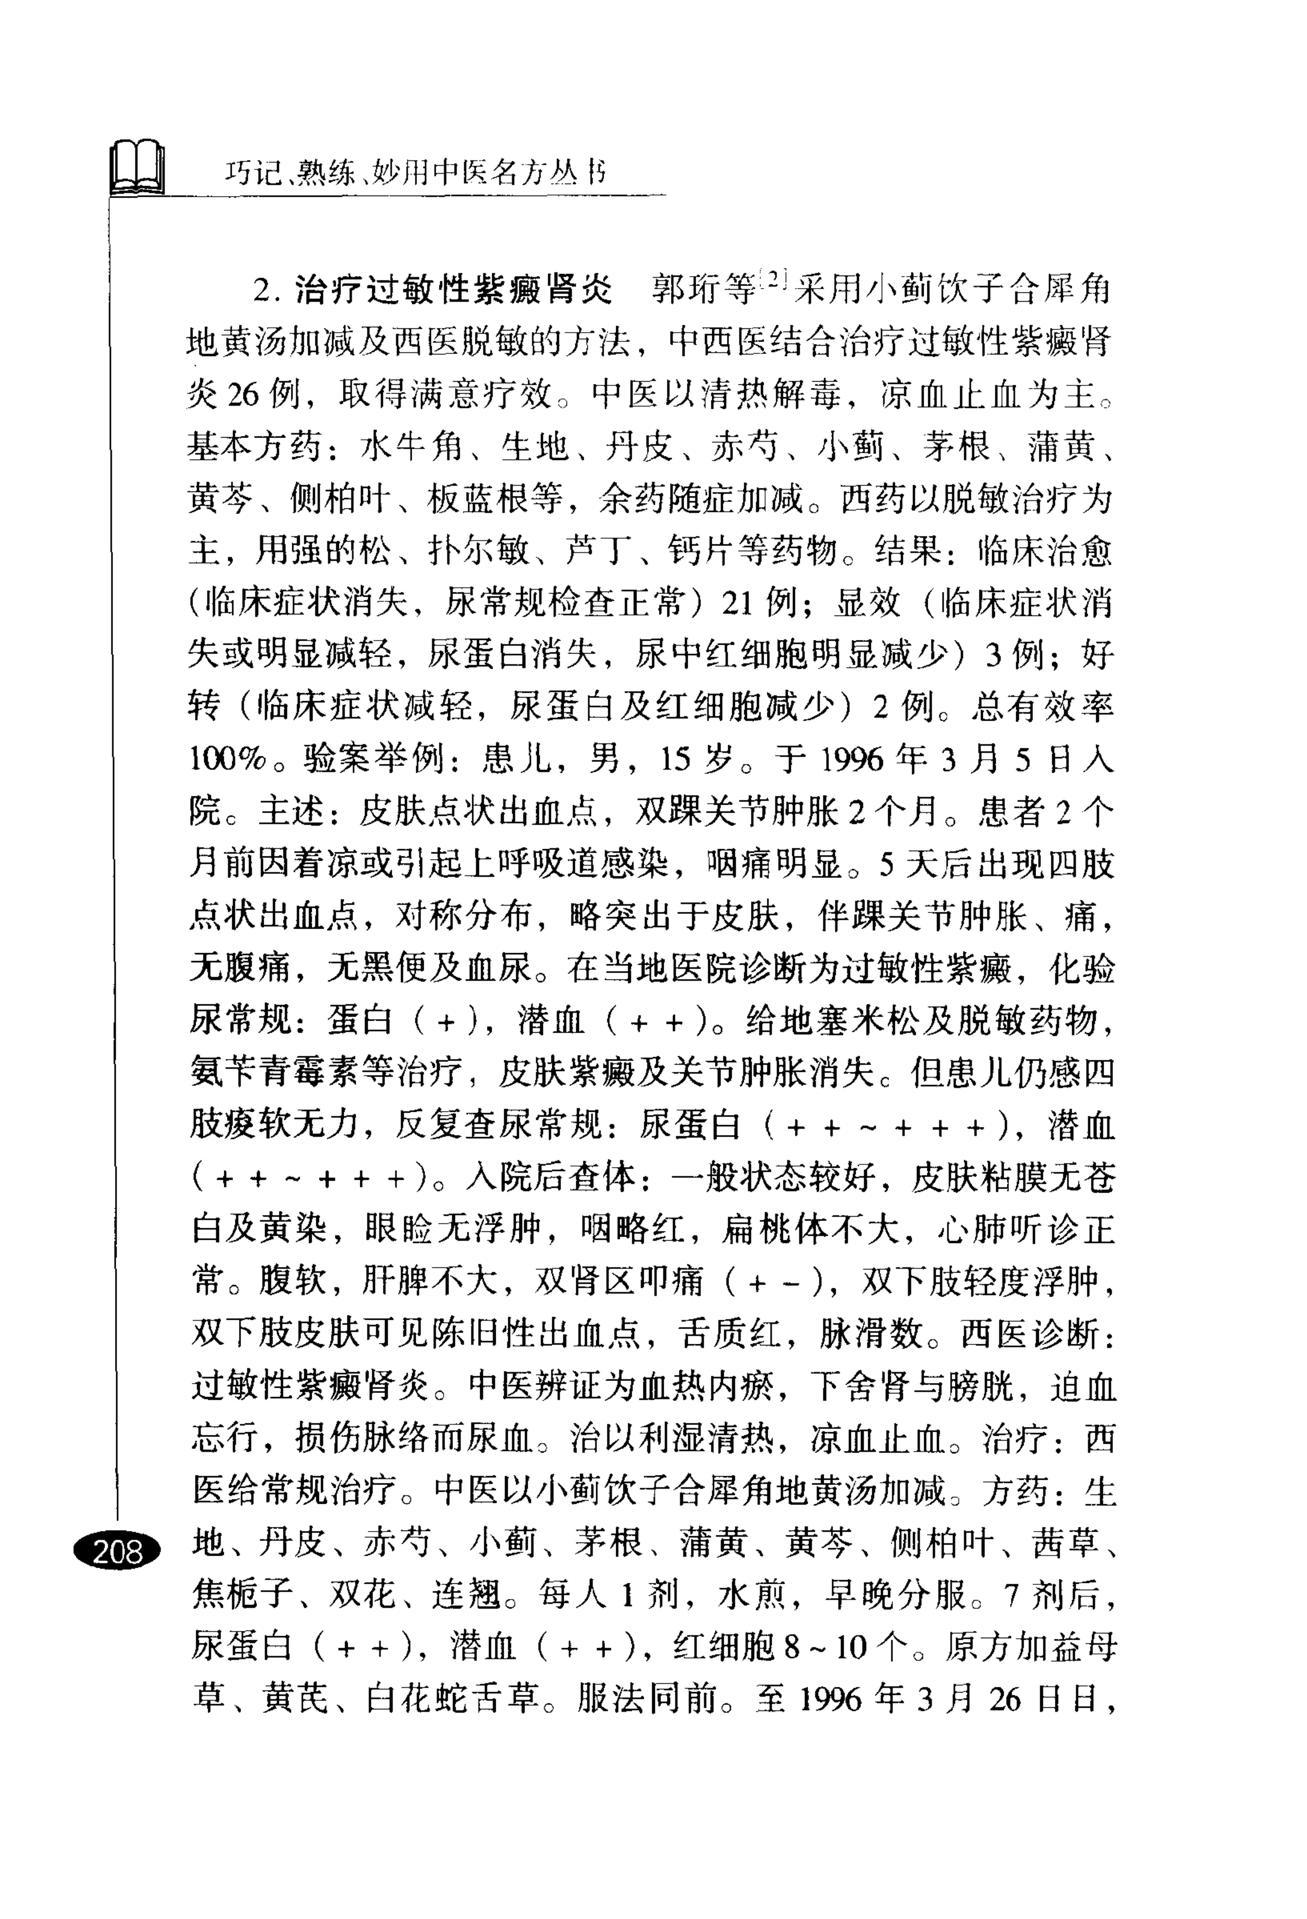 巧记、熟练、妙用中医名方丛书
2. 治疗过敏性紫癜肾炎 郭珩等[2]采用小蓟饮子合犀角
地黄汤加减及西医脱敏的方法，中西医结合治疗过敏性紫癜肾
炎 26 例，取得满意疗效。中医以清热解毒，凉血止血为主。
基本方药：水牛角、生地、丹皮、赤芍、小蓟、茅根、蒲黄、
黄芩、侧柏叶、板蓝根等，余药随症加减。西药以脱敏治疗为
主，用强的松、扑尔敏、芦丁、钙片等药物。结果：临床治愈
（临床症状消失，尿常规检查正常）21 例；显效（临床症状消
失或明显减轻，尿蛋白消失，尿中红细胞明显减少）3 例；好
转（临床症状减轻，尿蛋白及红细胞减少）2 例。总有效率
100%。验案举例：患儿，男，15 岁。于 1996 年 3 月 5 日入
院。主述：皮肤点状出血点，双踝关节肿胀 2 个月。患者 2 个
月前因着凉或引起上呼吸道感染，咽痛明显。5 天后出现四肢
点状出血点，对称分布，略突出于皮肤，伴踝关节肿胀、痛，
无腹痛，无黑便及血尿。在当地医院诊断为过敏性紫癜，化验
尿常规：蛋白（+），潜血（++）。给地塞米松及脱敏药物，
氨苄青霉素等治疗，皮肤紫癜及关节肿胀消失。但患儿仍感四
肢痠软无力，反复查尿常规：尿蛋白（++~+++），潜血
（++~+++）。入院后查体：一般状态较好，皮肤粘膜无苍
白及黄染，眼睑无浮肿，咽略红，扁桃体不大，心肺听诊正
常。腹软，肝脾不大，双肾区叩痛（+-），双下肢轻度浮肿，
双下肢皮肤可见陈旧性出血点，舌质红，脉滑数。西医诊断：
过敏性紫癜肾炎。中医辨证为血热内瘀，下舍肾与膀胱，迫血
忘行，损伤脉络而尿血。治以利湿清热，凉血止血。治疗：西
医给常规治疗。中医以小蓟饮子合犀角地黄汤加减。方药：生
地、丹皮、赤芍、小蓟、茅根、蒲黄、黄芩、侧柏叶、茜草、
焦栀子、双花、连翘。每人 1 剂，水煎，早晚分服。7 剂后，
尿蛋白（++），潜血（++），红细胞 8~10 个。原方加益母
草、黄芪、白花蛇舌草。服法同前。至 1996 年 3 月 26 日日，
208